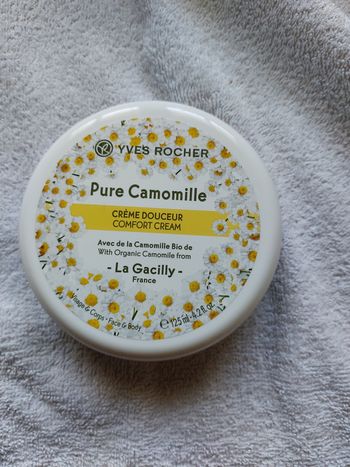 YVES ROCHER
Pure Camomille
CRÈME DOUCEUR
COMFORT CREAM
Avec de la Camomille Bio de
With Organic Camomile from
- La Gacilly -
France
Visage & Corps • Face & Body
℮125 ml - 4.2 fl. oz